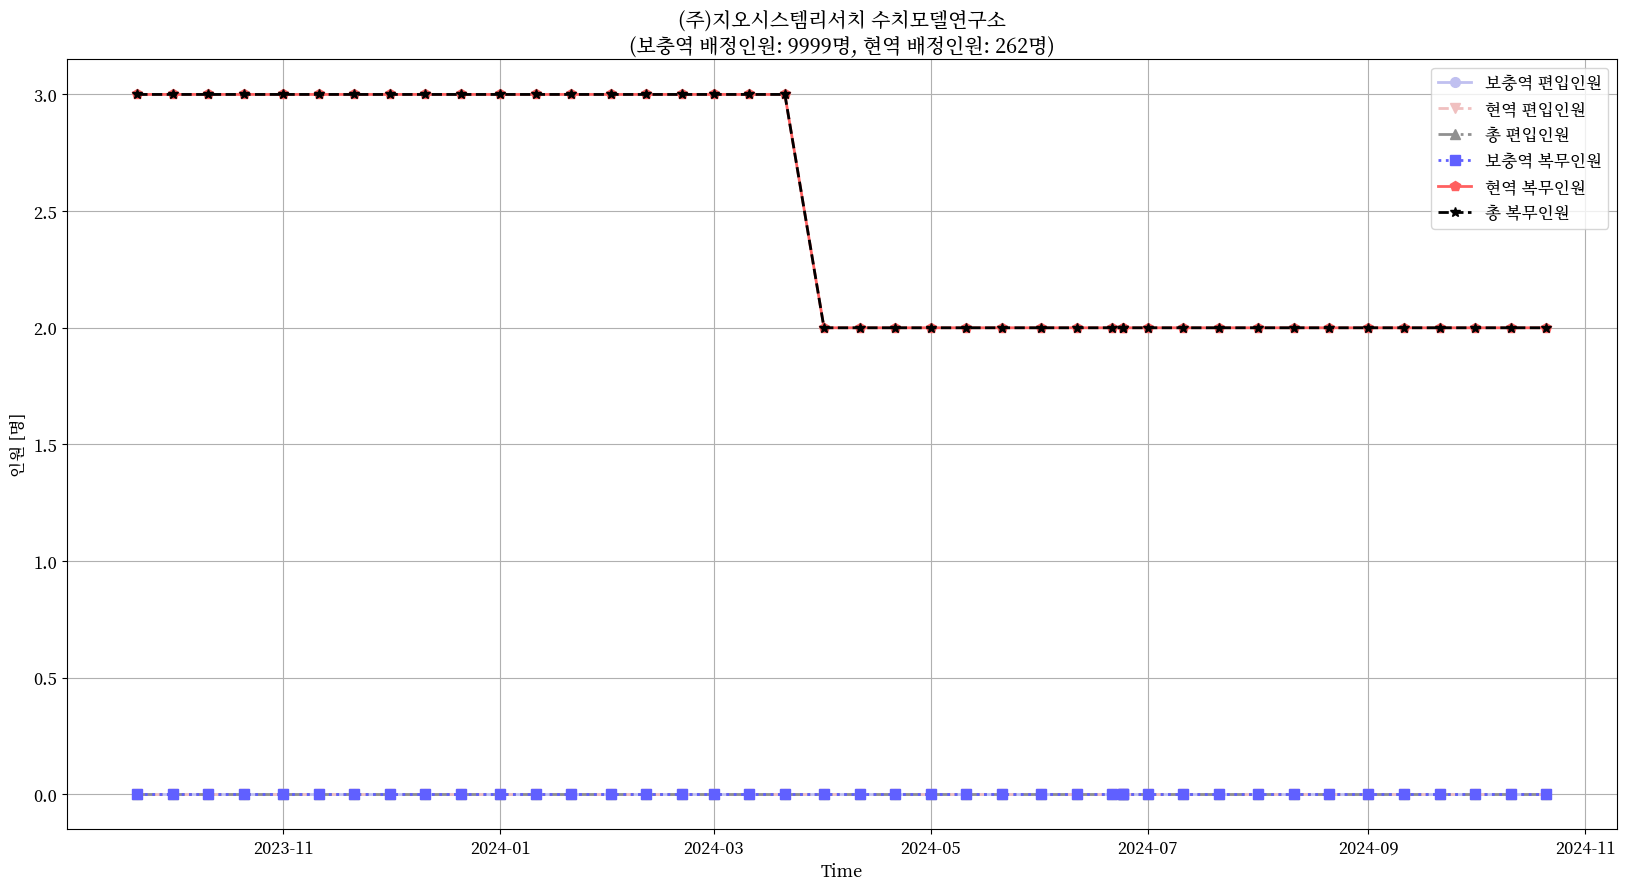 (주)지오시스템리서치 수치모델연구소
(보충역 배정인원: 9999명, 현역 배정인원: 262명)
보충역 편입인원
현역 편입인원
총 편입인원
보충역 복무인원
현역 복무인원
총 복무인원
인원 [명]
3.0
2.5
2.0
1.5
1.0
0.5
0.0
2023-11
2024-01
2024-03
2024-05
2024-07
2024-09
2024-11
Time